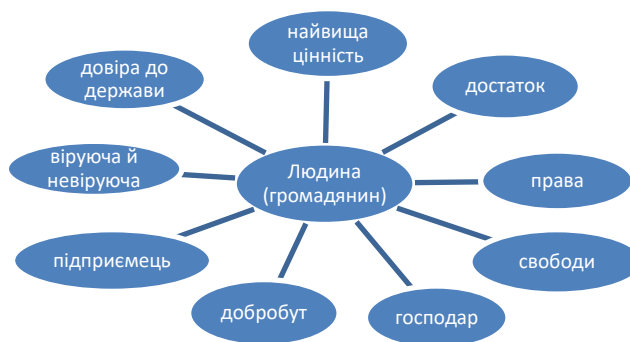 найвища
цінність
довіра до
держави
достаток
віруюча й
невіруюча
Людина
(громадянин)
права
підприємець
свободи
добробут
господар